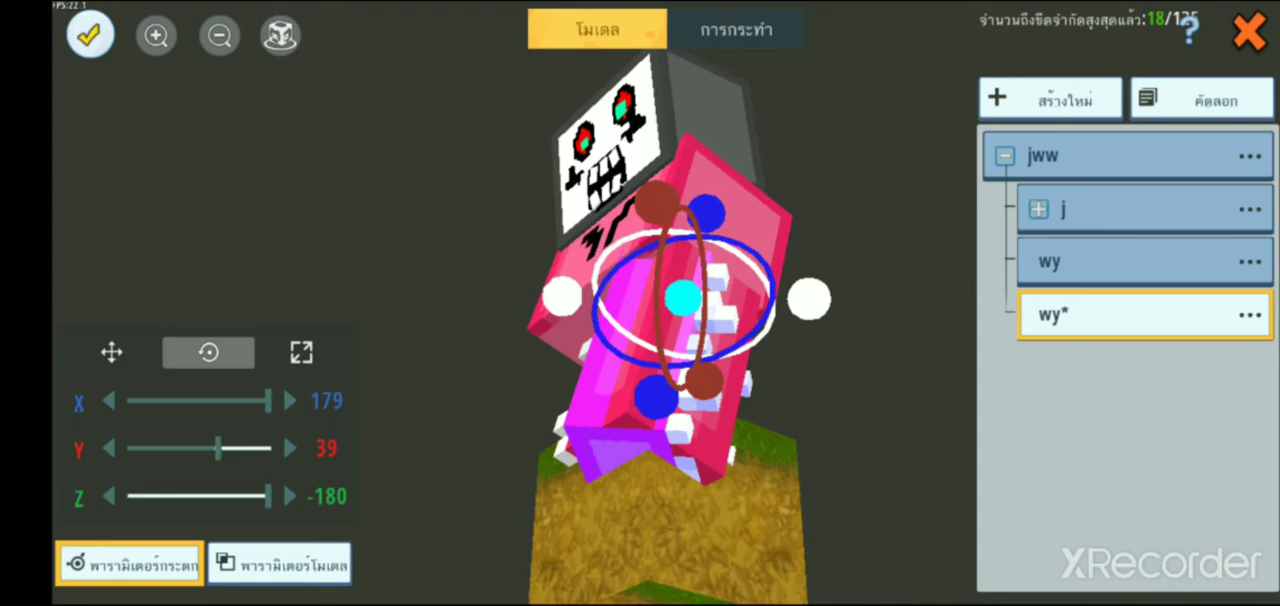 FPS:22.1
โมเดล
การกระทำ
จำนวนถึงขีดจำกัดสูงสุดแล้ว:18/125
?
สร้างใหม่
คัดลอก
jww
j
wy
wy*
X 179
Y 39
Z -180
พารามิเตอร์กระดูก
พารามิเตอร์โมเดล
XRecorder